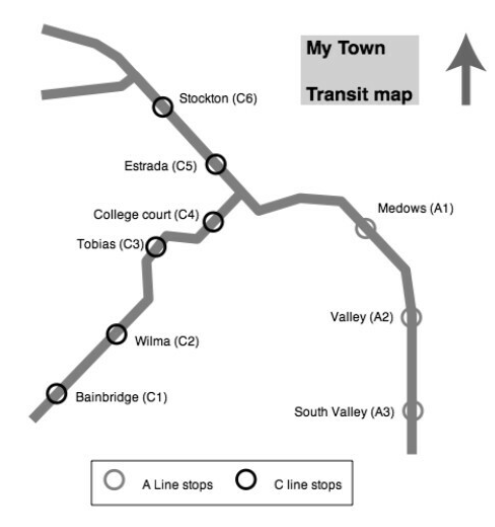 My Town
Transit map
Stockton (C6)
Estrada (C5)
College court (C4)
Medows (A1)
Tobias (C3)
Valley (A2)
Wilma (C2)
Bainbridge (C1)
South Valley (A3)
A Line stops
C line stops